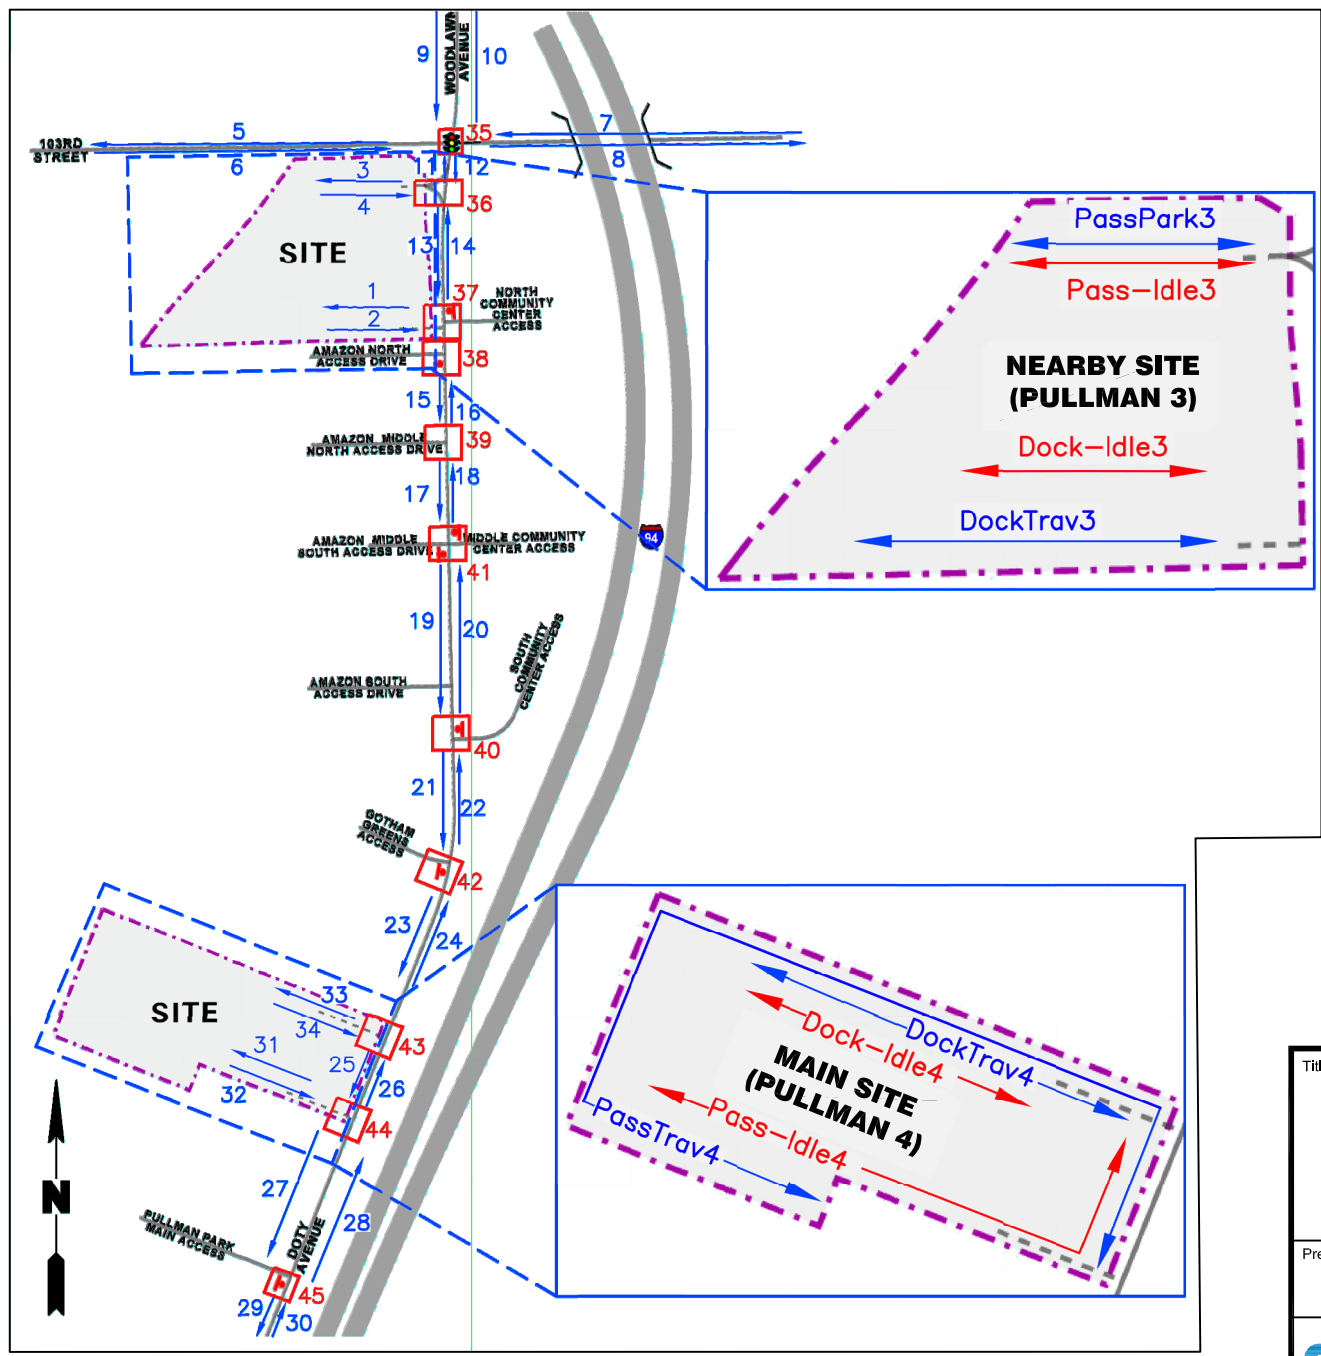 9
WOODLAWN
AVENUE
10
35
7
5
103RD
STREET
6
8
11
12
3
4
36
SITE
13
14
1
2
37
NORTH
COMMUNITY
CENTER
ACCESS
AMAZON NORTH
ACCESS DRIVE
38
15
16
AMAZON MIDDLE
NORTH ACCESS DRIVE
39
17
18
AMAZON MIDDLE
SOUTH ACCESS DRIVE
MIDDLE COMMUNITY
CENTER ACCESS
41
94
19
20
SOUTH
COMMUNITY
CENTER ACCESS
AMAZON SOUTH
ACCESS DRIVE
40
21
22
GOTHAM
GREENS
ACCESS
42
23
24
SITE
33
34
43
31
32
25
26
44
27
28
N
PULLMAN PARK
MAIN ACCESS
DOTY
AVENUE
45
29
30
PassPark3
Pass-Idle3
NEARBY SITE
(PULLMAN 3)
Dock-Idle3
DockTrav3
DockTrav4
Dock-Idle4
MAIN SITE
(PULLMAN 4)
Pass-Idle4
PassTrav4